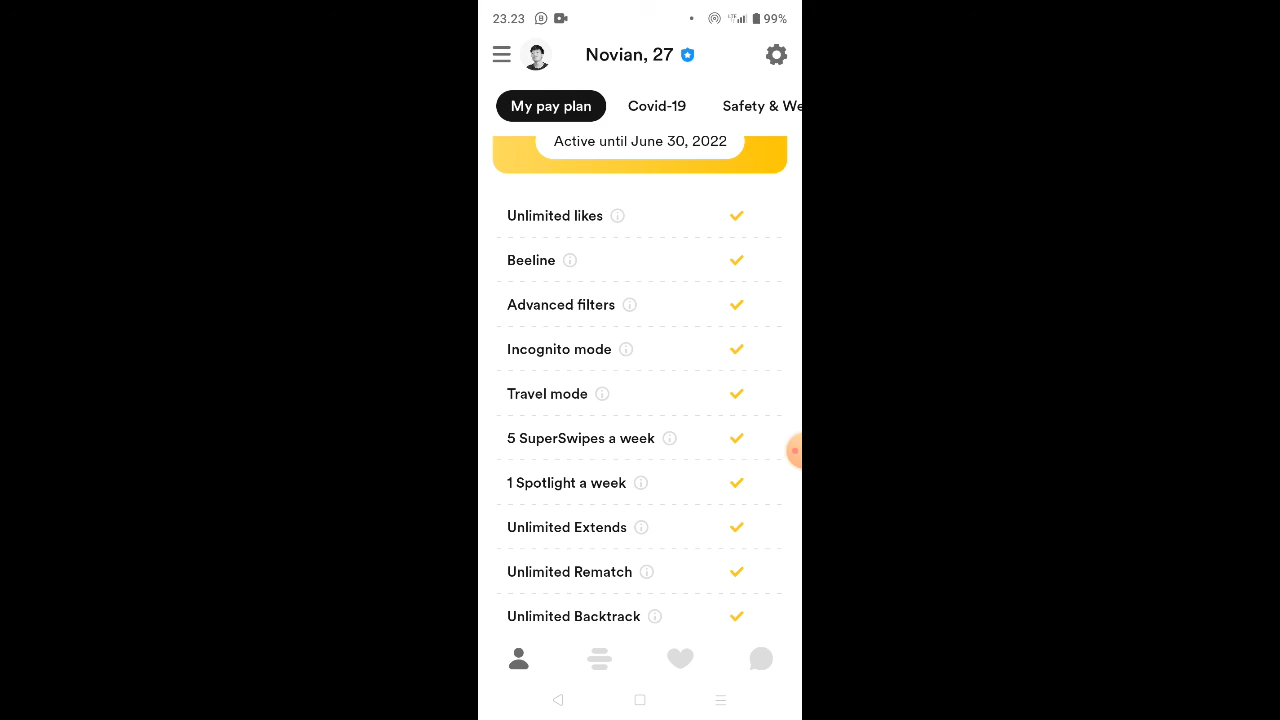 23.23 99%
Novian, 27
My pay plan Covid-19 Safety & We
Active until June 30, 2022
Unlimited likes
Beeline
Advanced filters
Incognito mode
Travel mode
5 SuperSwipes a week
1 Spotlight a week
Unlimited Extends
Unlimited Rematch
Unlimited Backtrack